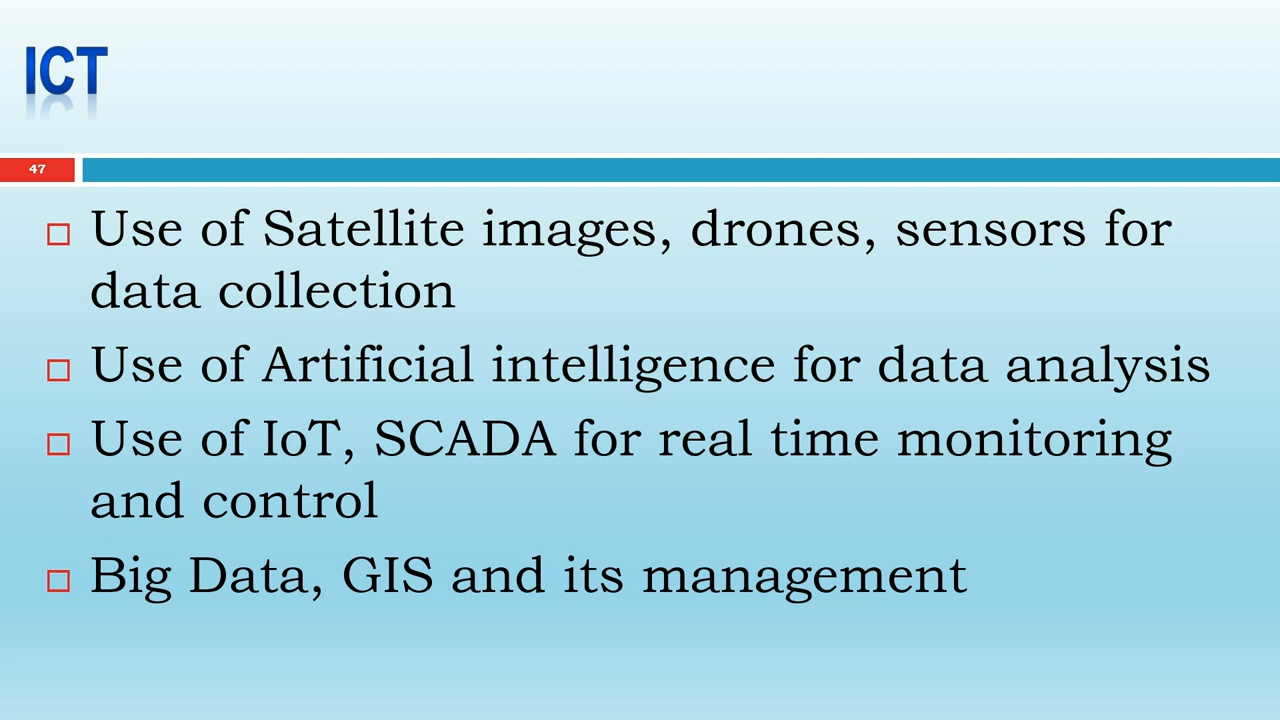 ICT
47
Use of Satellite images, drones, sensors for
data collection
Use of Artificial intelligence for data analysis
Use of IoT, SCADA for real time monitoring
and control
Big Data, GIS and its management